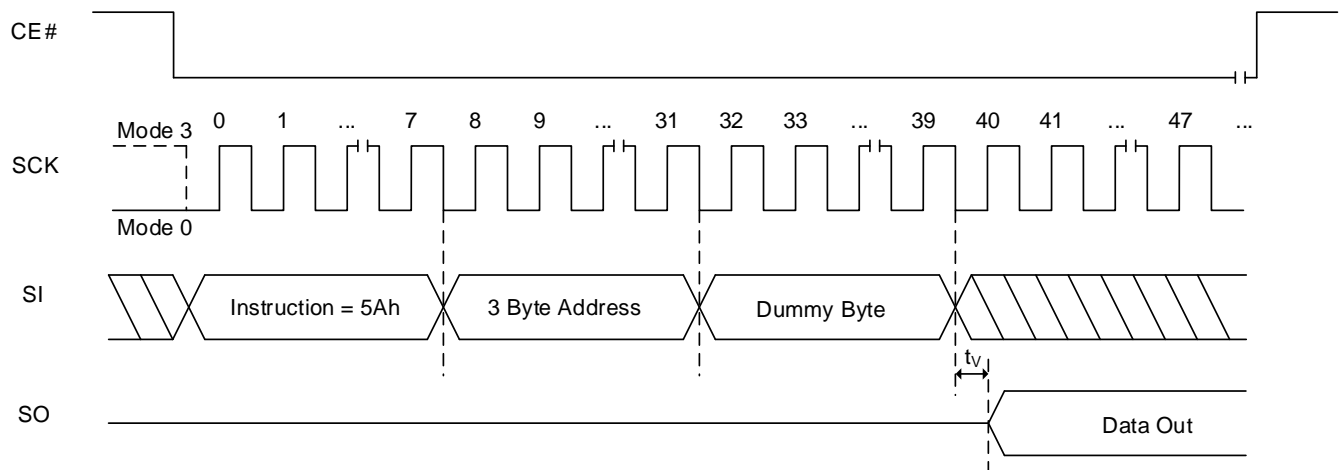 CE#
Mode 3
0 1 ... 7 8 9 ... 31 32 33 ... 39 40 41 ... 47 ...
SCK
Mode 0
SI
Instruction = 5Ah
3 Byte Address
Dummy Byte
tV
SO
Data Out